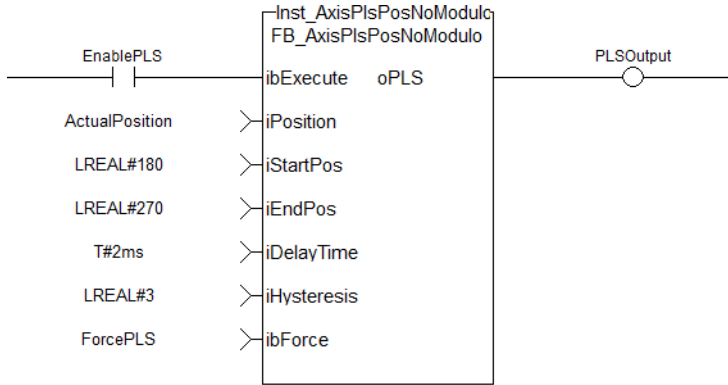 Inst_AxisPlsPosNoModulo
FB_AxisPlsPosNoModulo
EnablePLS
PLSOutput
ibExecute oPLS
ActualPosition iPosition
LREAL#180 iStartPos
LREAL#270 iEndPos
T#2ms iDelayTime
LREAL#3 iHysteresis
ForcePLS ibForce